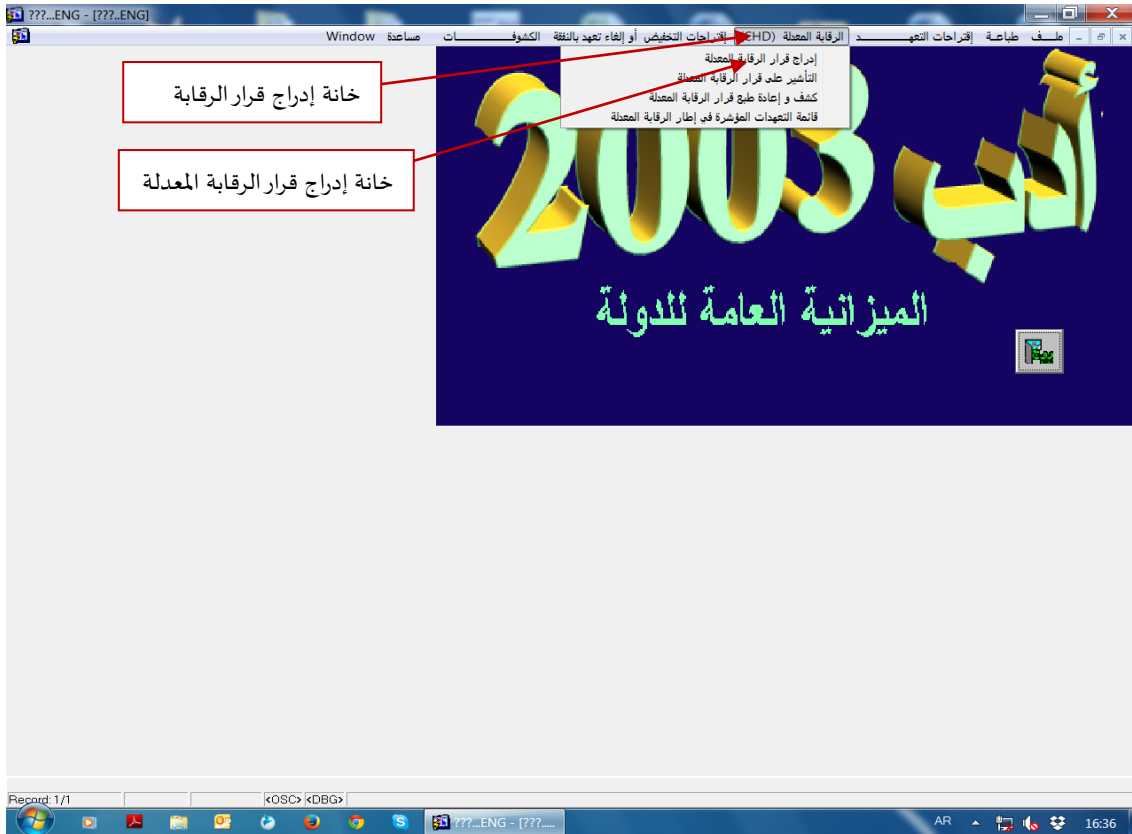 ???...ENG - [???..ENG]
ملـــف طباعـة إقتراحات التعهــــــــــد الرقابة المعدلة (CHD) إقتراحات التخفيض أو إلغاء تعهد بالنفقة الكشوفــــــــــات مساعدة Window
إدراج قرار الرقابة المعدلة
التأشير على قرار الرقابة المعدلة
كشف و إعادة طبع قرار الرقابة المعدلة
قائمة التعهدات المؤشرة في إطار الرقابة المعدلة
خانة إدراج قرار الرقابة
خانة إدراج قرار الرقابة المعدلة
أدب 2003
الميزانية العامة للدولة
Record: 1/1 <OSC> <DBG>
???...ENG - [???.....
AR
16:36